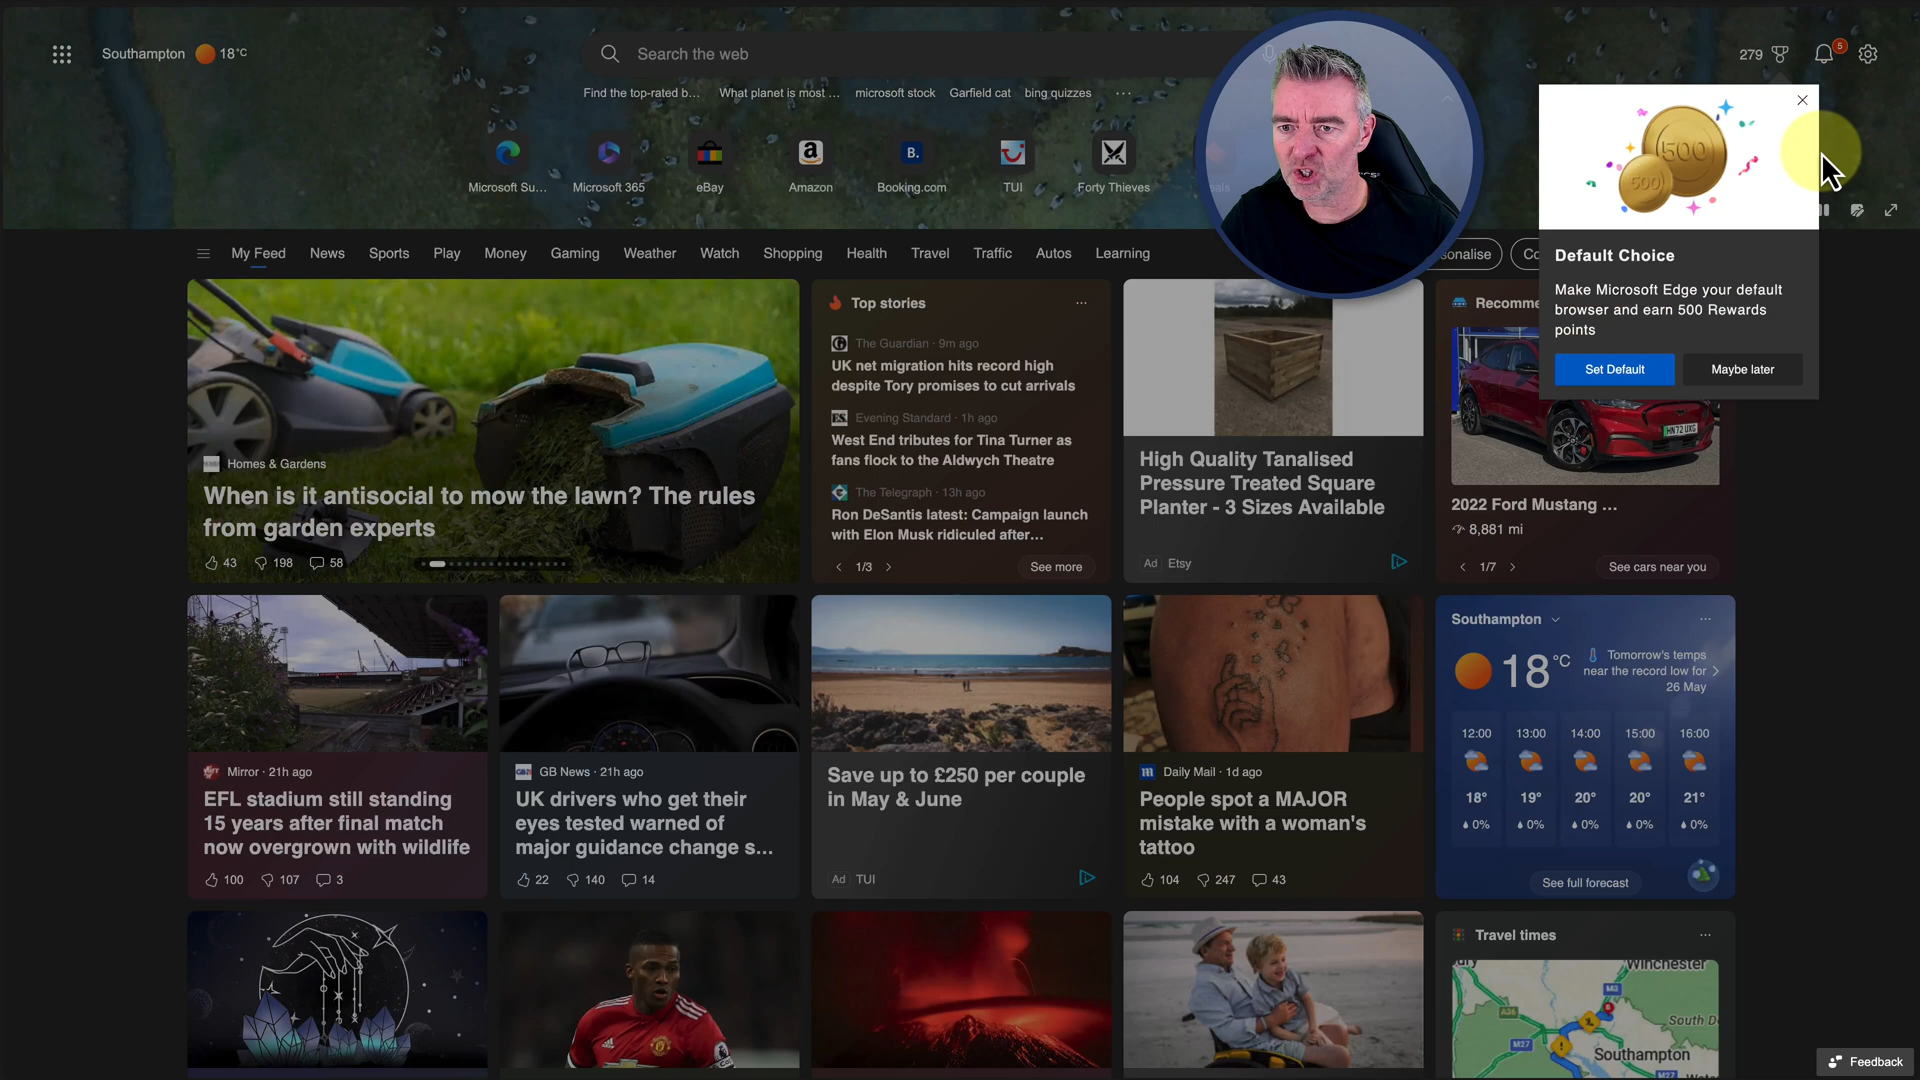 Southampton 18°C
Search the web
279
5
Find the top-rated b... What planet is most ... microsoft stock Garfield cat bing quizzes ...
Microsoft Su... Microsoft 365 eBay Amazon Booking.com TUI Forty Thieves
My Feed News Sports Play Money Gaming Weather Watch Shopping Health Travel Traffic Autos Learning
500
500
Default Choice
Make Microsoft Edge your default
browser and earn 500 Rewards
points
Set Default Maybe later
Homes & Gardens
When is it antisocial to mow the lawn? The rules
from garden experts
43 198 58
Top stories
The Guardian · 9m ago
UK net migration hits record high
despite Tory promises to cut arrivals
Evening Standard · 1h ago
West End tributes for Tina Turner as
fans flock to the Aldwych Theatre
The Telegraph · 13h ago
Ron DeSantis latest: Campaign launch
with Elon Musk ridiculed after...
1/3 See more
High Quality Tanalised
Pressure Treated Square
Planter - 3 Sizes Available
Ad Etsy
Recomme
HN72 UXG
2022 Ford Mustang ...
8,881 mi
1/7 See cars near you
Mirror · 21h ago
EFL stadium still standing
15 years after final match
now overgrown with wildlife
100 107 3
GB News · 21h ago
UK drivers who get their
eyes tested warned of
major guidance change s...
22 140 14
Save up to £250 per couple
in May & June
Ad TUI
Daily Mail · 1d ago
People spot a MAJOR
mistake with a woman's
tattoo
104 247 43
Southampton
18°C
Tomorrow's temps
near the record low for
26 May
12:00 13:00 14:00 15:00 16:00
18° 19° 20° 20° 21°
0% 0% 0% 0% 0%
See full forecast
Travel times
Winchester
M3
A36
South D
M27
Southampton
M27
Feedback